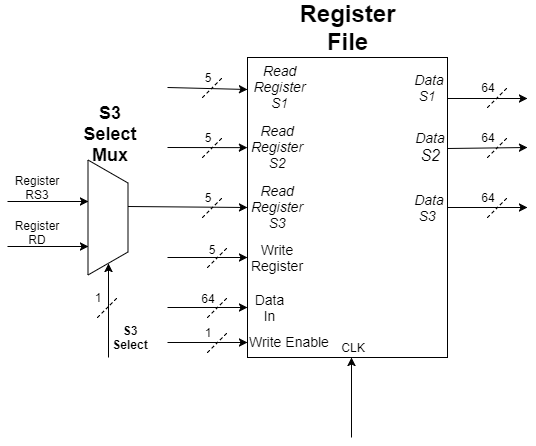 Register
File
5
Read
Register
S1
Data
S1
64
S3
Select
Mux
5
Read
Register
S2
Data
S2
64
Register
RS3
5
Read
Register
S3
Data
S3
64
Register
RD
5
Write
Register
1
64
Data
In
S3
Select
1
Write Enable
CLK